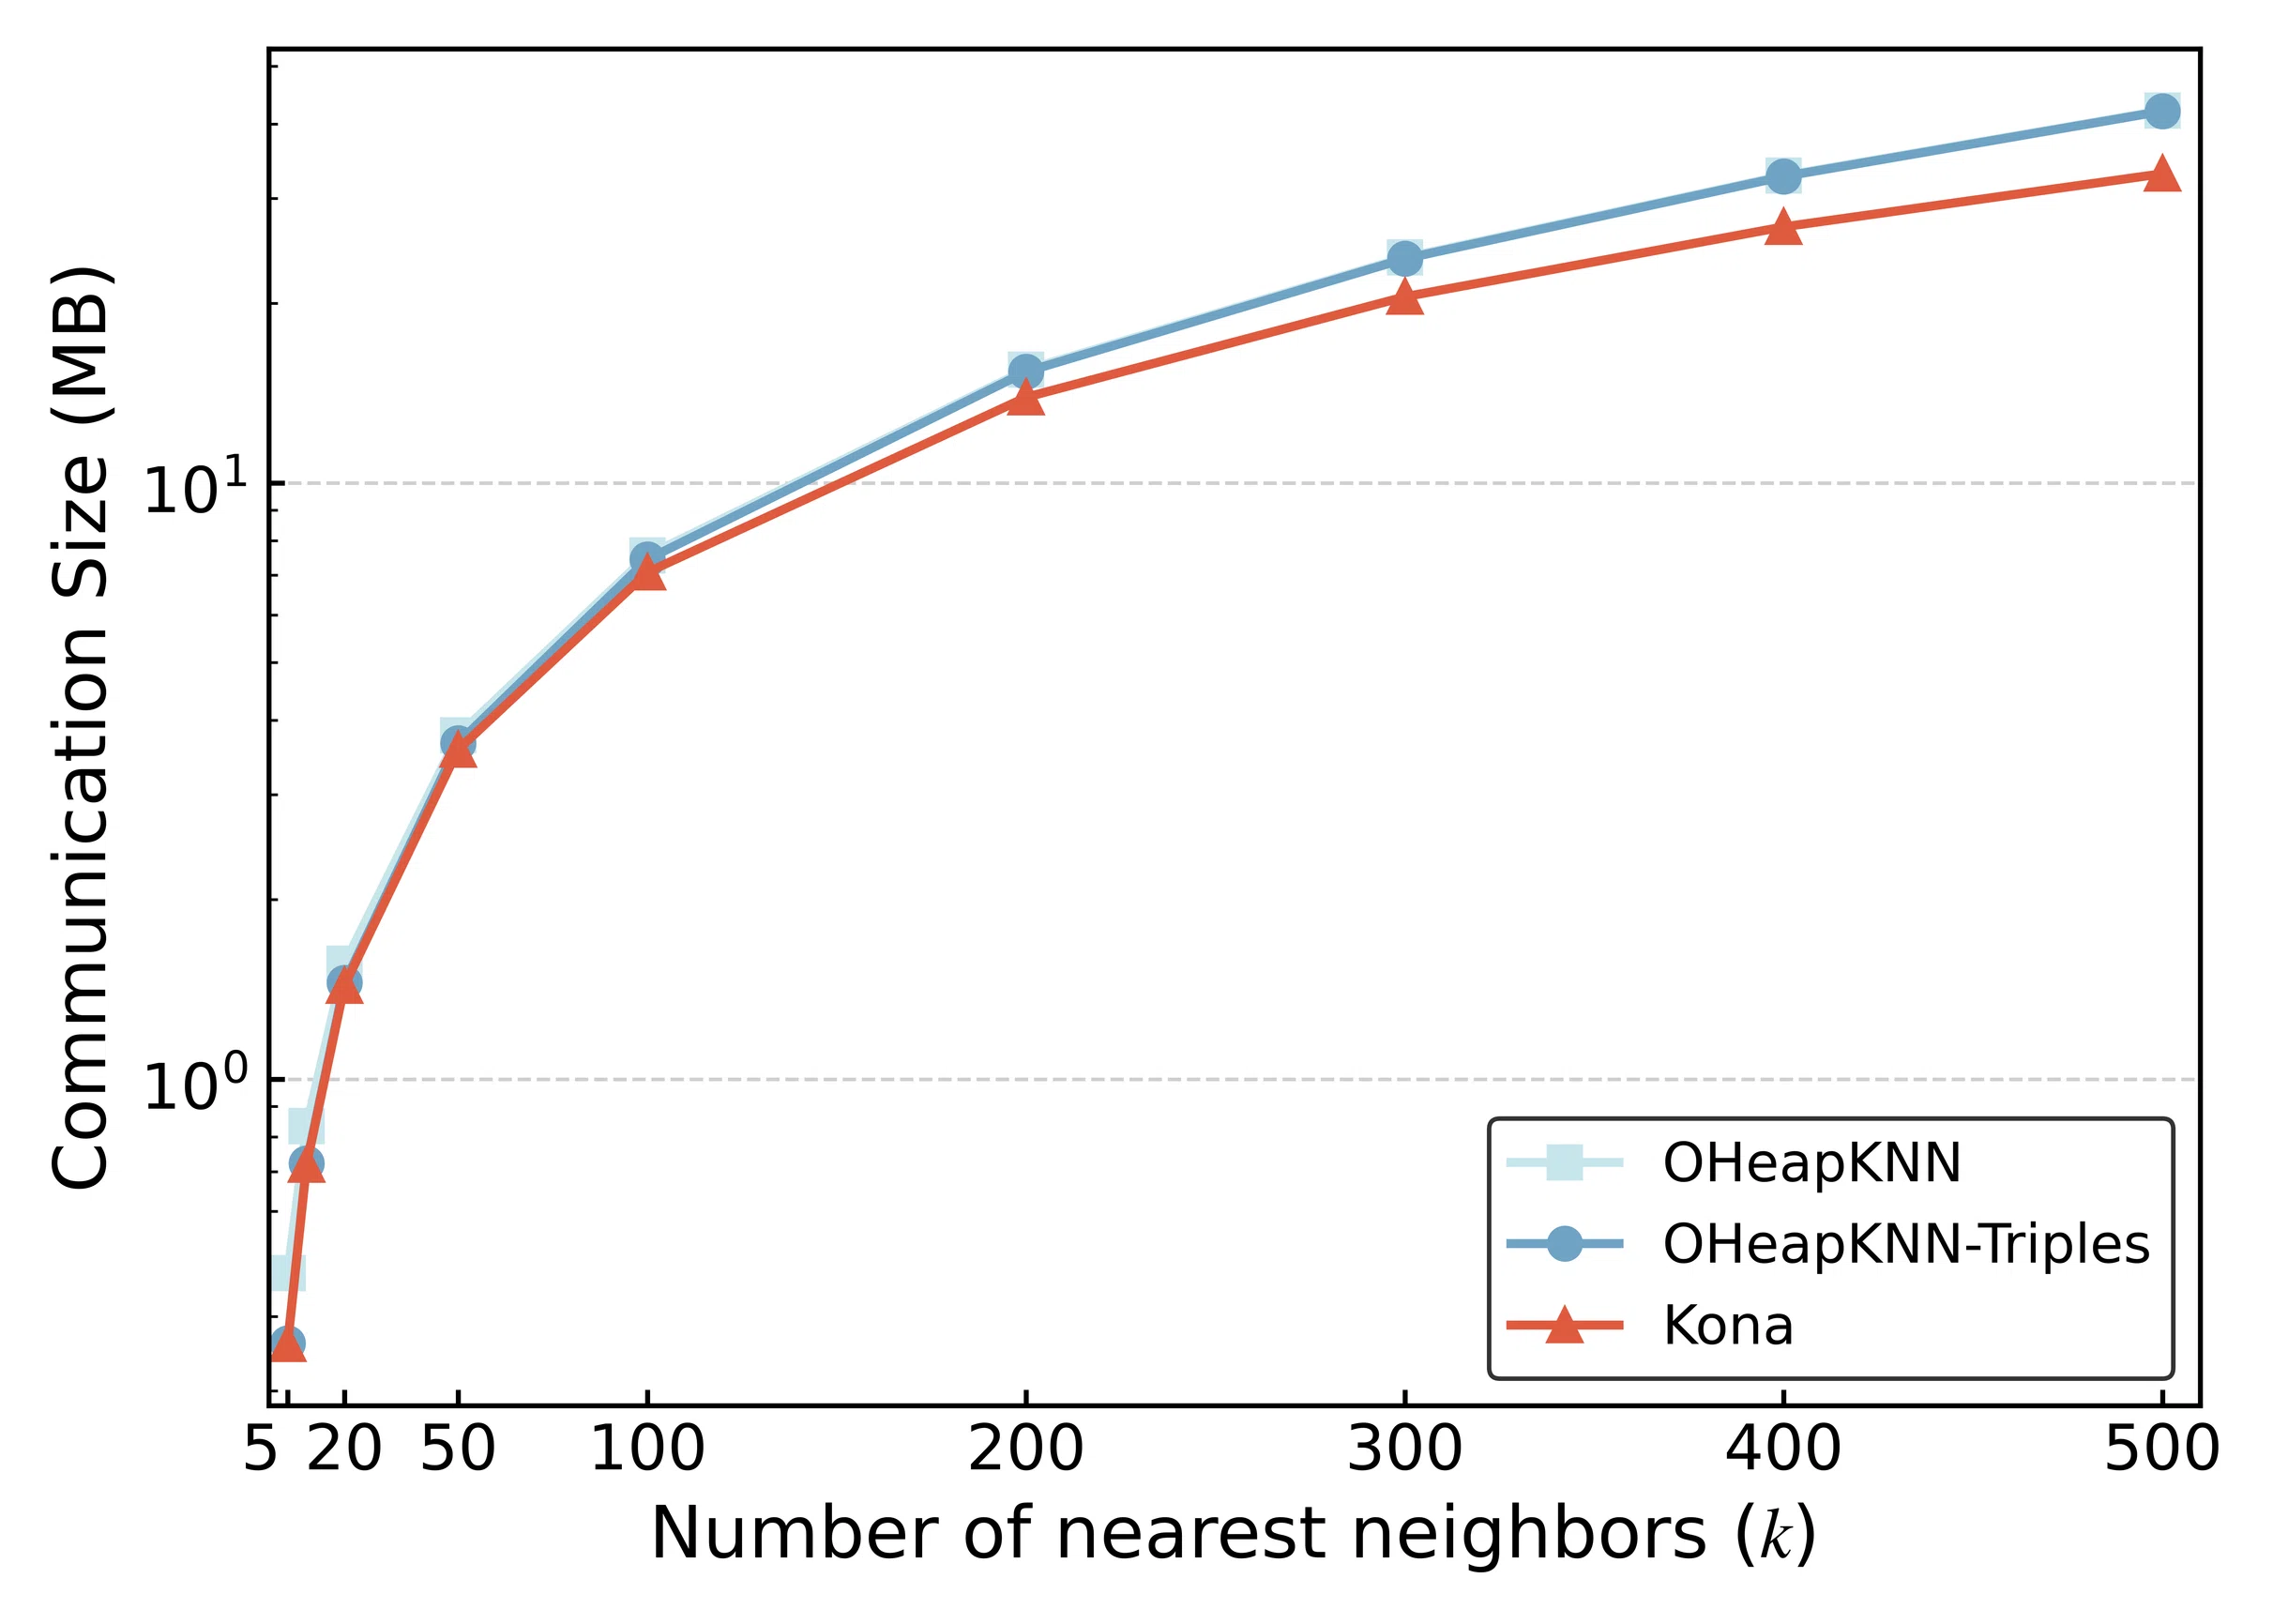 Communication Size (MB)
10¹
10⁰
OHeapKNN
OHeapKNN-Triples
Kona
5 20 50 100 200 300 400 500
Number of nearest neighbors (k)